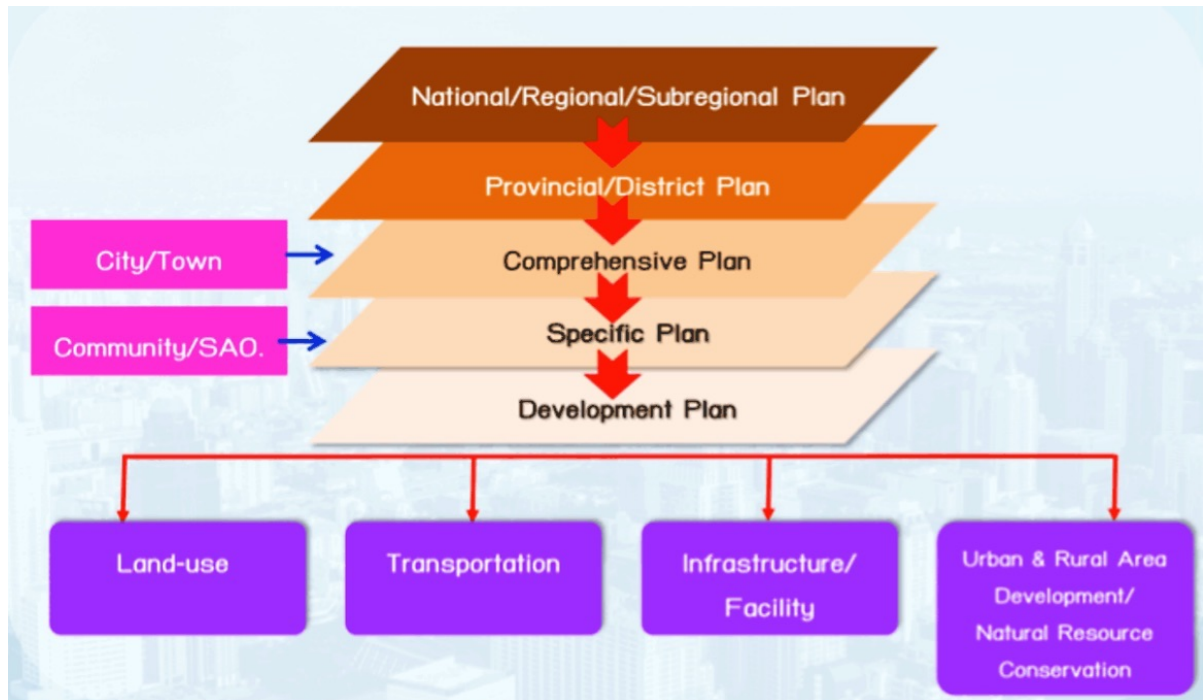 National/Regional/Subregional Plan
Provincial/District Plan
City/Town
Comprehensive Plan
Community/SAO.
Specific Plan
Development Plan
Land-use
Transportation
Infrastructure/
Facility
Urban & Rural Area
Development/
Natural Resource
Conservation